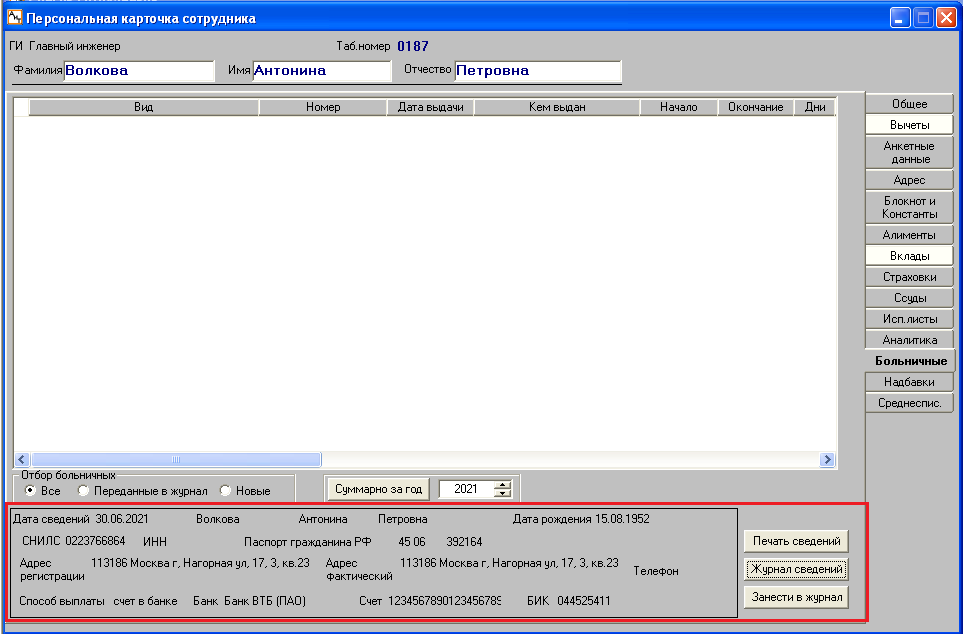 Персональная карточка сотрудника
ГИ Главный инженер Таб.номер 0187
Фамилия Волкова Имя Антонина Отчество Петровна
Вид Номер Дата выдачи Кем выдан Начало Окончание Дни
Общее
Вычеты
Анкетные
данные
Адрес
Блокнот и
Константы
Алименты
Вклады
Страховки
Ссуды
Исп.листы
Аналитика
Больничные
Надбавки
Среднеспис.
Отбор больничных
Все Переданные в журнал Новые Суммарно за год 2021
Дата сведений 30.06.2021 Волкова Антонина Петровна Дата рождения 15.08.1952
СНИЛС 0223766864 ИНН Паспорт гражданина РФ 45 06 392164
Адрес регистрации 113186 Москва г, Нагорная ул, 17, 3, кв.23 Адрес фактический 113186 Москва г, Нагорная ул, 17, 3, кв.23 Телефон
Способ выплаты счет в банке Банк Банк ВТБ (ПАО) Счет 1234567890123456789 БИК 044525411
Печать сведений
Журнал сведений
Занести в журнал